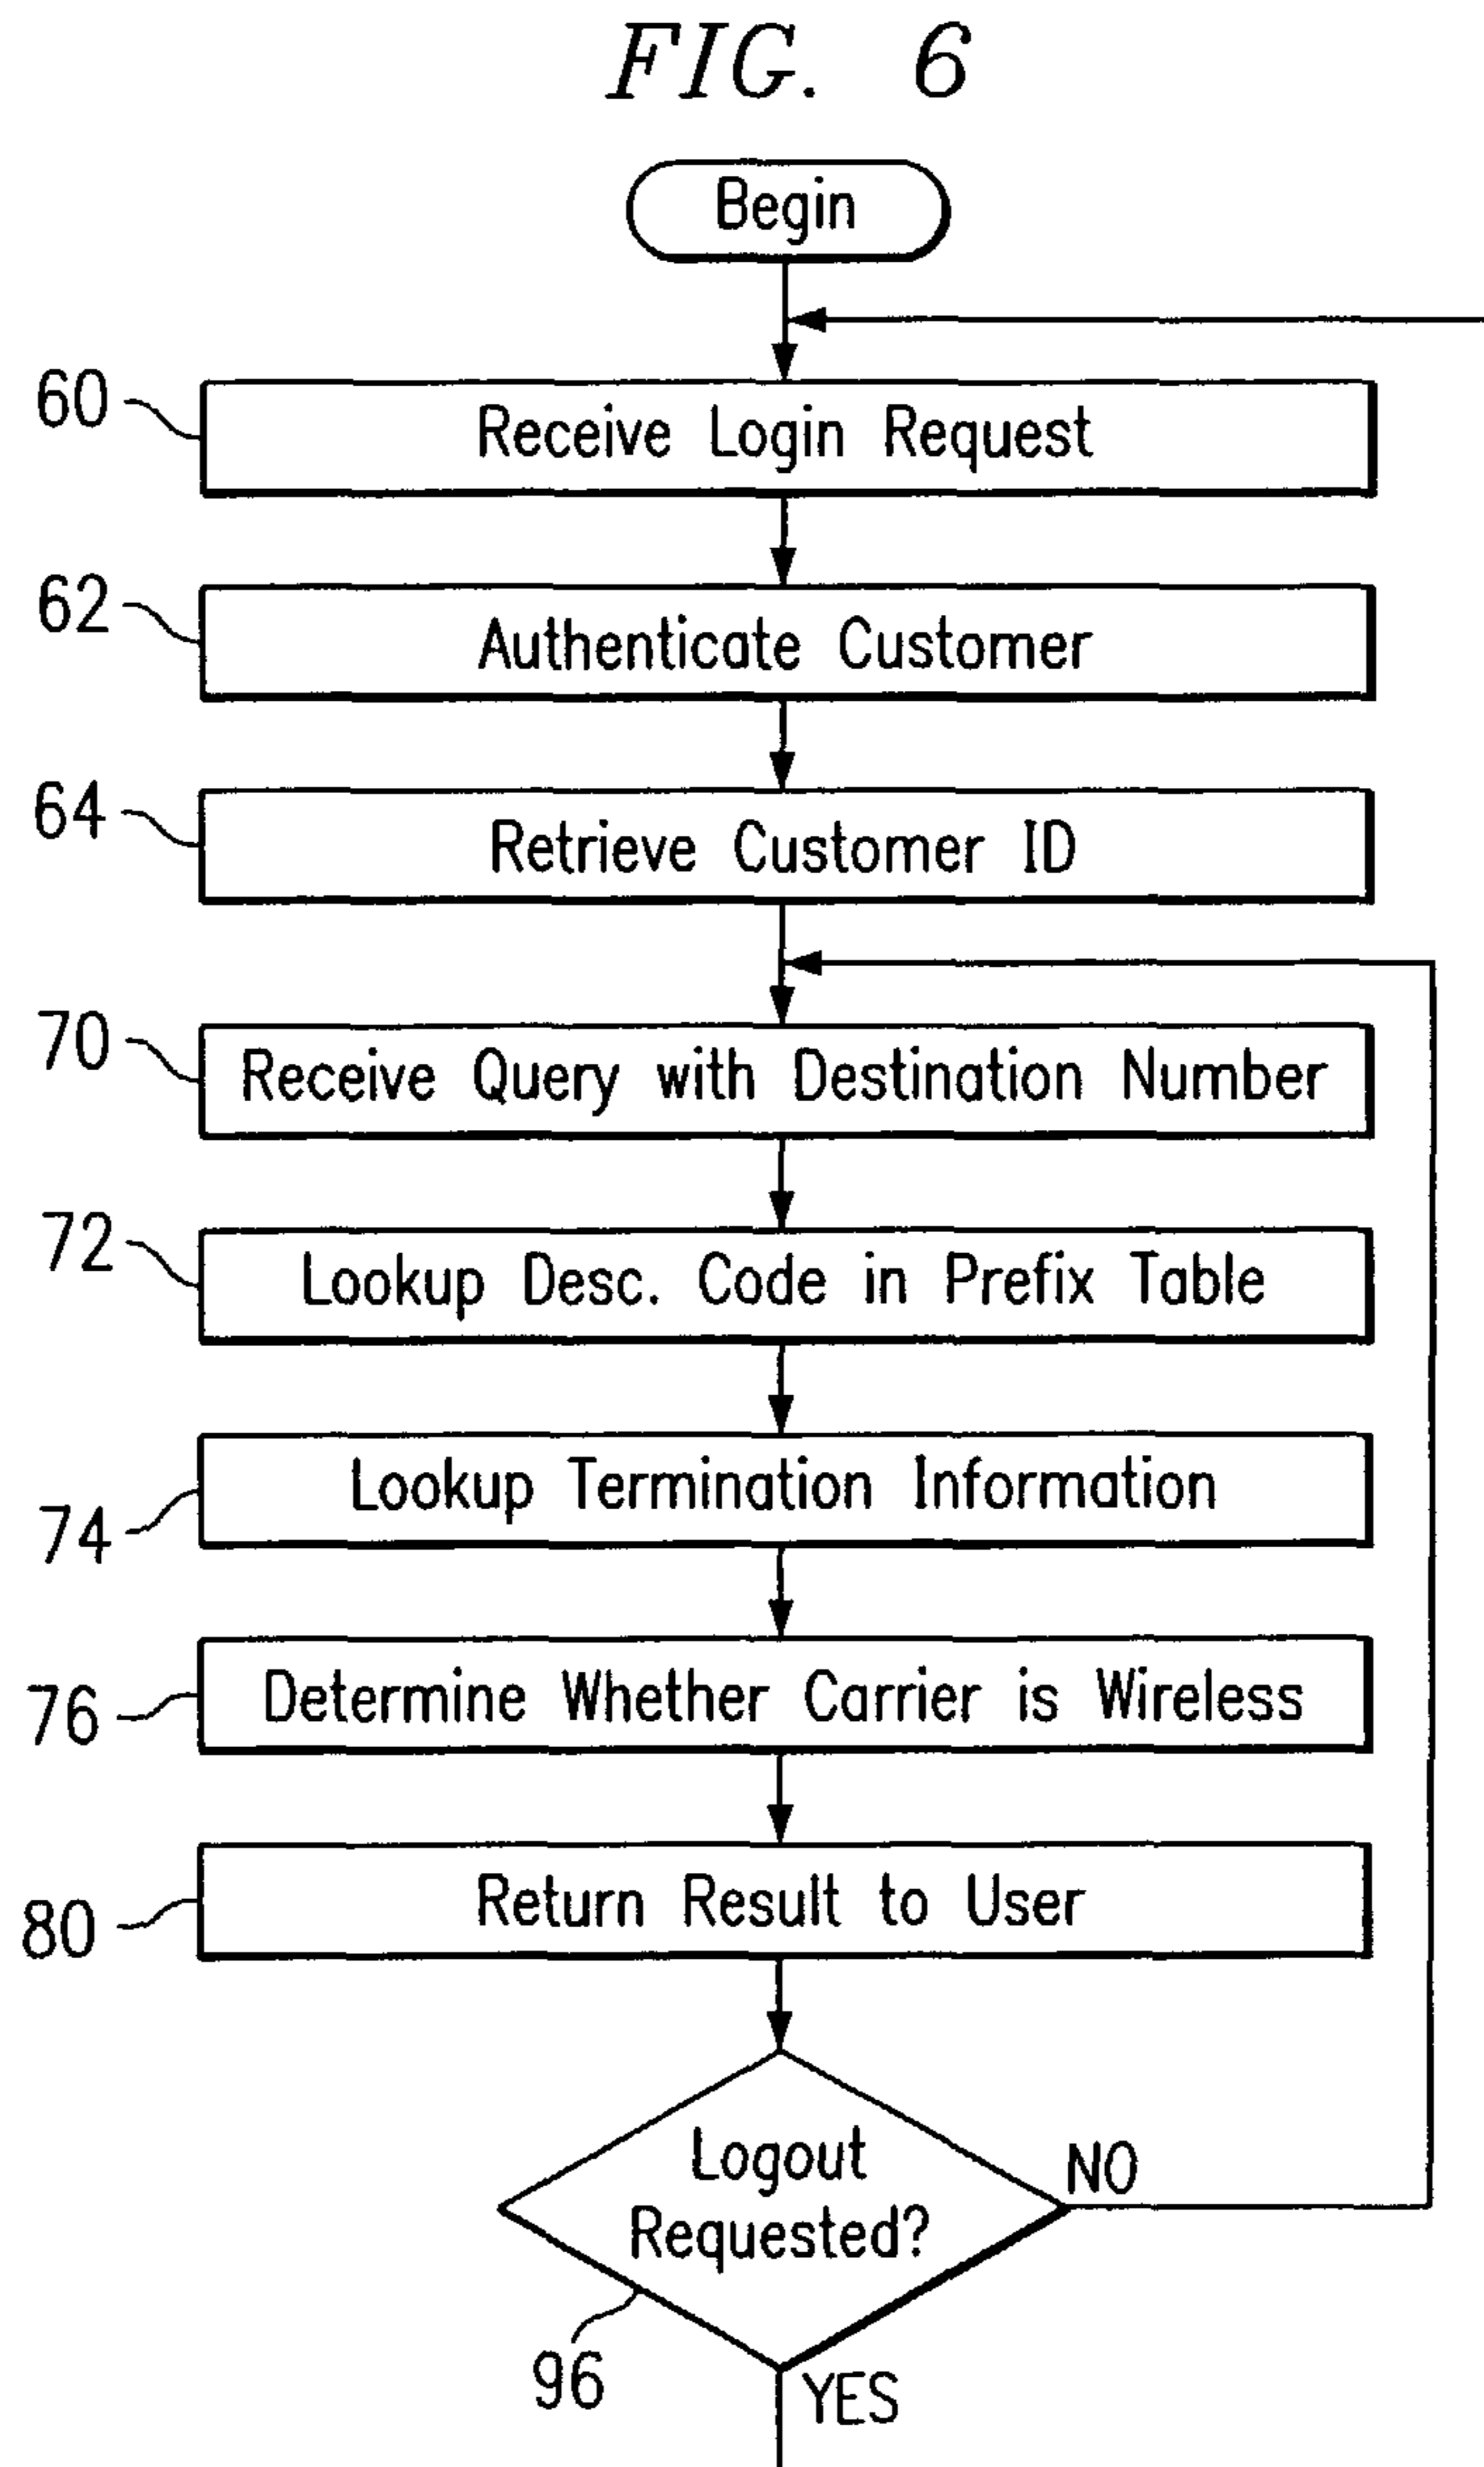 FIG. 6
Begin
60
Receive Login Request
62
Authenticate Customer
64
Retrieve Customer ID
70
Receive Query with Destination Number
72
Lookup Desc. Code in Prefix Table
74
Lookup Termination Information
76
Determine Whether Carrier is Wireless
80
Return Result to User
Logout
Requested?
NO
96
YES